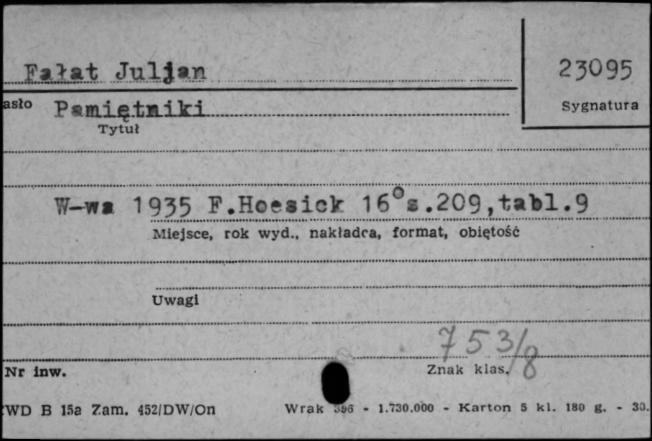 Fałat Juljan
23095
asło Pamiętniki
Sygnatura
Tytuł
W-wa 1935 F.Hoesick 16° s.209,tabl.9
Miejsce, rok wyd., nakładca, format, objętość
Uwagi
753/8
Nr inw.
Znak klas.
ZWD B 15a Zam. 452/DW/On Wrak 396 - 1.730.000 - Karton 5 kl. 180 g. - 30.